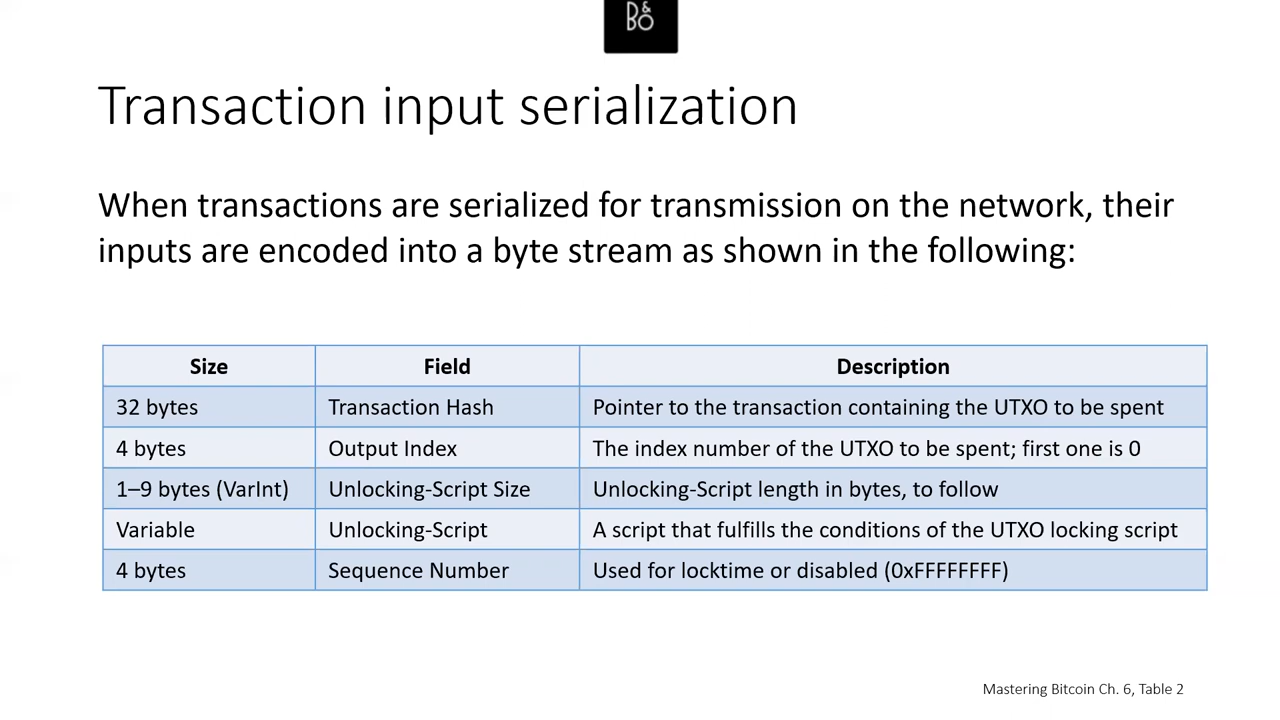 B&O
Transaction input serialization
When transactions are serialized for transmission on the network, their
inputs are encoded into a byte stream as shown in the following:
Size Field Description
32 bytes Transaction Hash Pointer to the transaction containing the UTXO to be spent
4 bytes Output Index The index number of the UTXO to be spent; first one is 0
1–9 bytes (VarInt) Unlocking-Script Size Unlocking-Script length in bytes, to follow
Variable Unlocking-Script A script that fulfills the conditions of the UTXO locking script
4 bytes Sequence Number Used for locktime or disabled (0xFFFFFFFF)
Mastering Bitcoin Ch. 6, Table 2